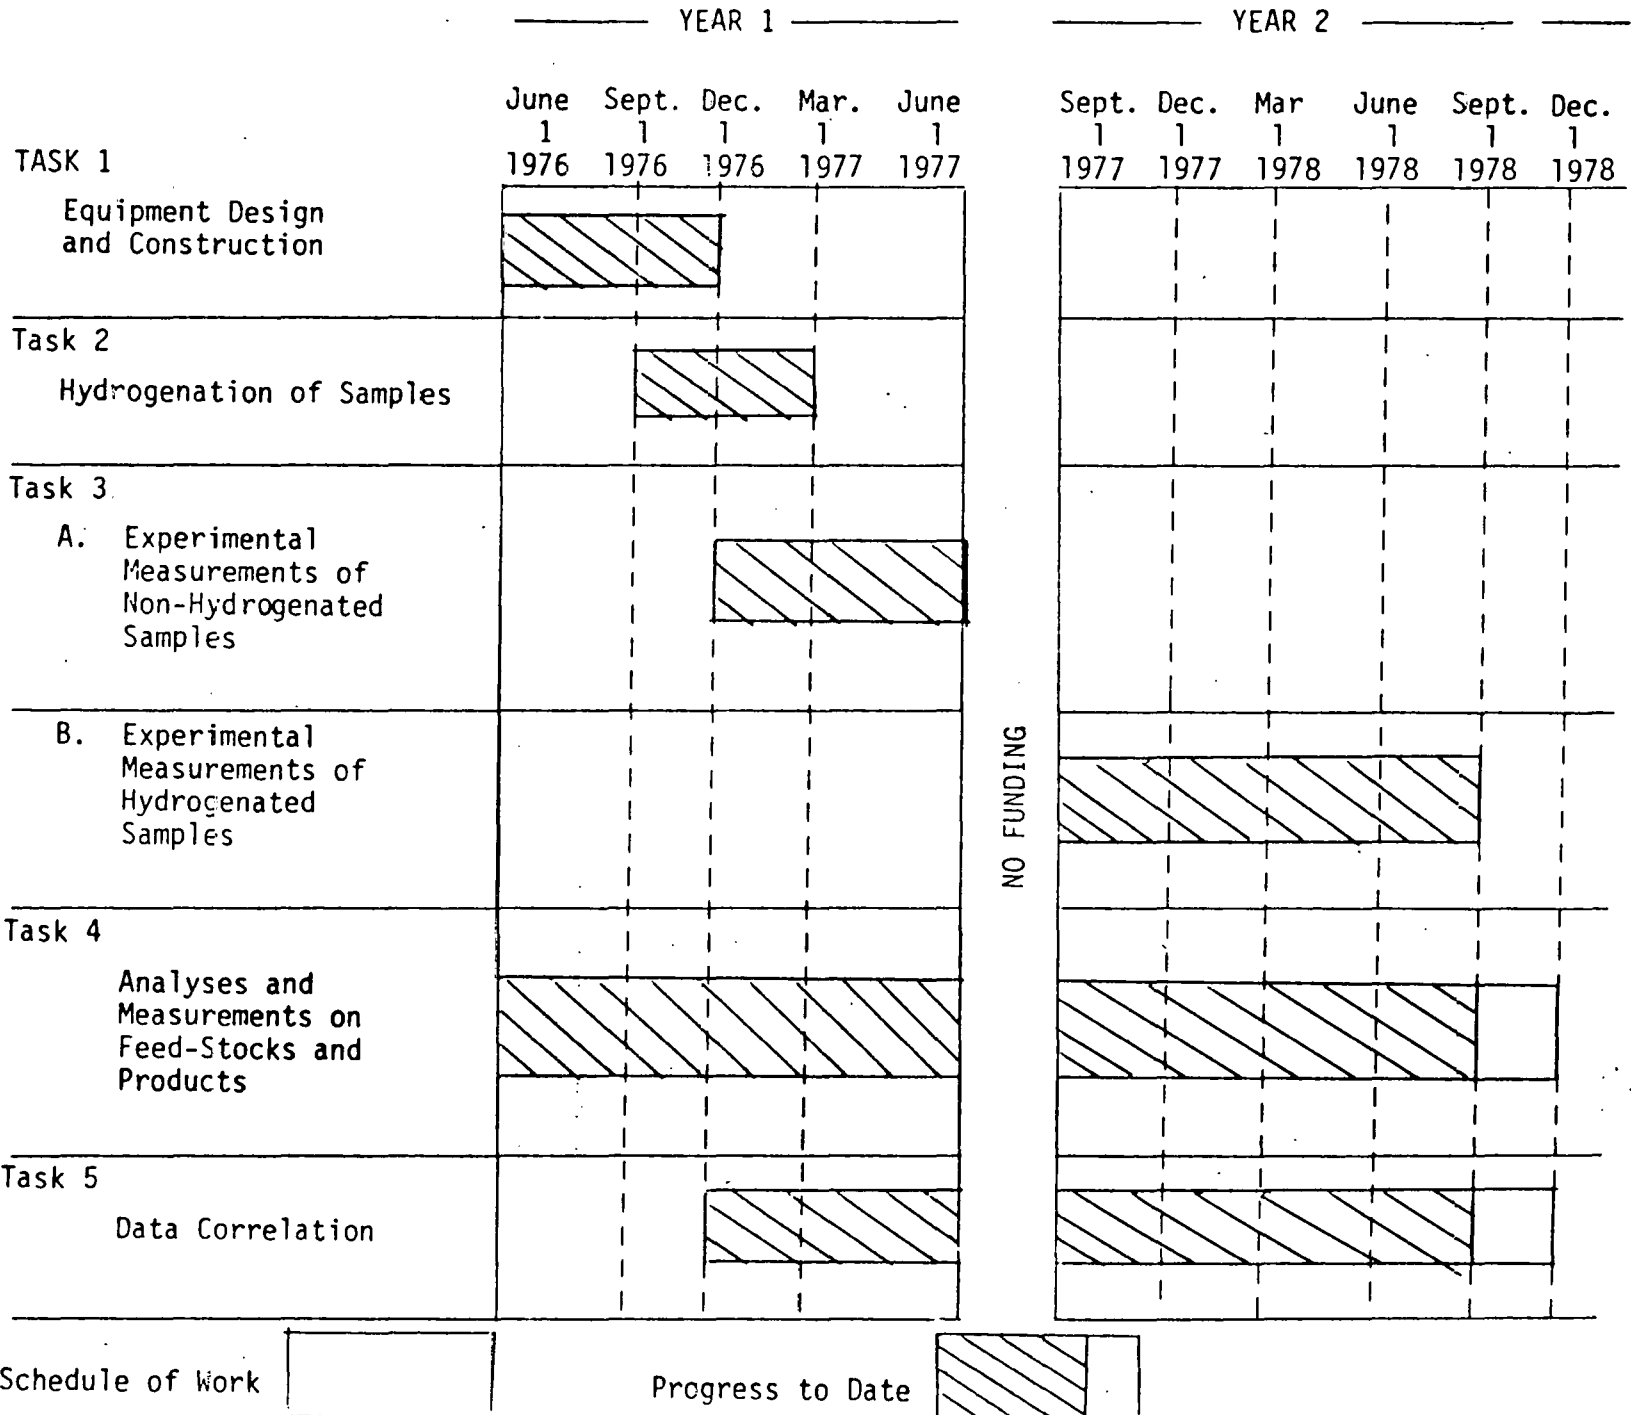 YEAR 1 YEAR 2
June Sept. Dec. Mar. June Sept. Dec. Mar June Sept. Dec.
1 1 1 1 1 1 1 1 1 1 1
1976 1976 1976 1977 1977 1977 1977 1978 1978 1978 1978
TASK 1
Equipment Design
and Construction
Task 2
Hydrogenation of Samples
Task 3
A. Experimental
Measurements of
Non-Hydrogenated
Samples
B. Experimental
Measurements of
Hydrogenated
Samples
NO FUNDING
Task 4
Analyses and
Measurements on
Feed-Stocks and
Products
Task 5
Data Correlation
Schedule of Work
Progress to Date